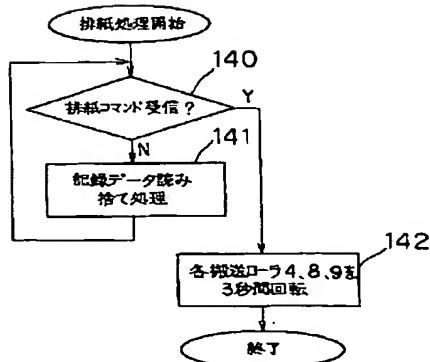 排紙処理開始
140
排紙コマンド受信?
Y
N
141
記録データ読み
捨て処理
142
各搬送ローラ4、8、9を
3秒間回転
終了